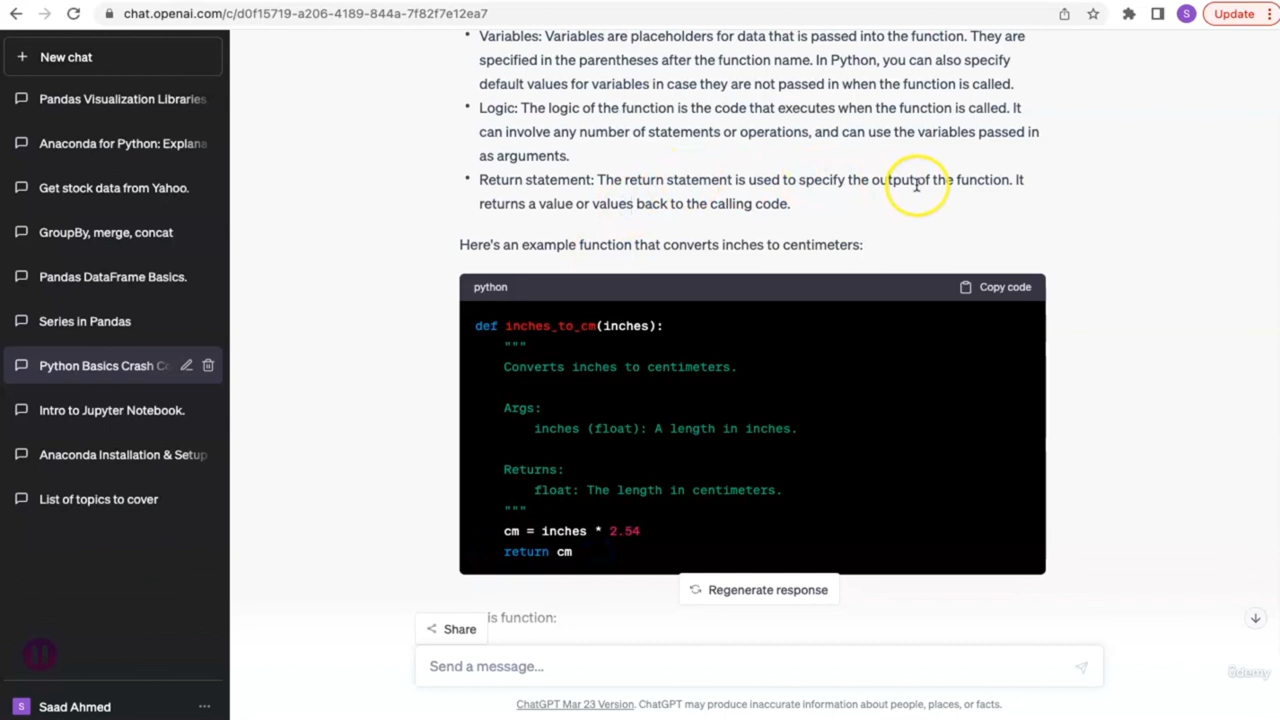 chat.openai.com/c/d0f15719-a206-4189-844a-7f82f7e12ea7
S
Update
New chat
Pandas Visualization Libraries
Anaconda for Python: Explana
Get stock data from Yahoo.
GroupBy, merge, concat
Pandas DataFrame Basics.
Series in Pandas
Python Basics Crash Co
Intro to Jupyter Notebook.
Anaconda Installation & Setup
List of topics to cover
S
Saad Ahmed
• Variables: Variables are placeholders for data that is passed into the function. They are
specified in the parentheses after the function name. In Python, you can also specify
default values for variables in case they are not passed in when the function is called.
• Logic: The logic of the function is the code that executes when the function is called. It
can involve any number of statements or operations, and can use the variables passed in
as arguments.
• Return statement: The return statement is used to specify the output of the function. It
returns a value or values back to the calling code.
Here's an example function that converts inches to centimeters:
python
Copy code
def inches_to_cm(inches):
"""
Converts inches to centimeters.
Args:
inches (float): A length in inches.
Returns:
float: The length in centimeters.
"""
cm = inches * 2.54
return cm
Regenerate response
is function:
Share
Send a message...
ChatGPT Mar 23 Version. ChatGPT may produce inaccurate information about people, places, or facts.
ûdemy